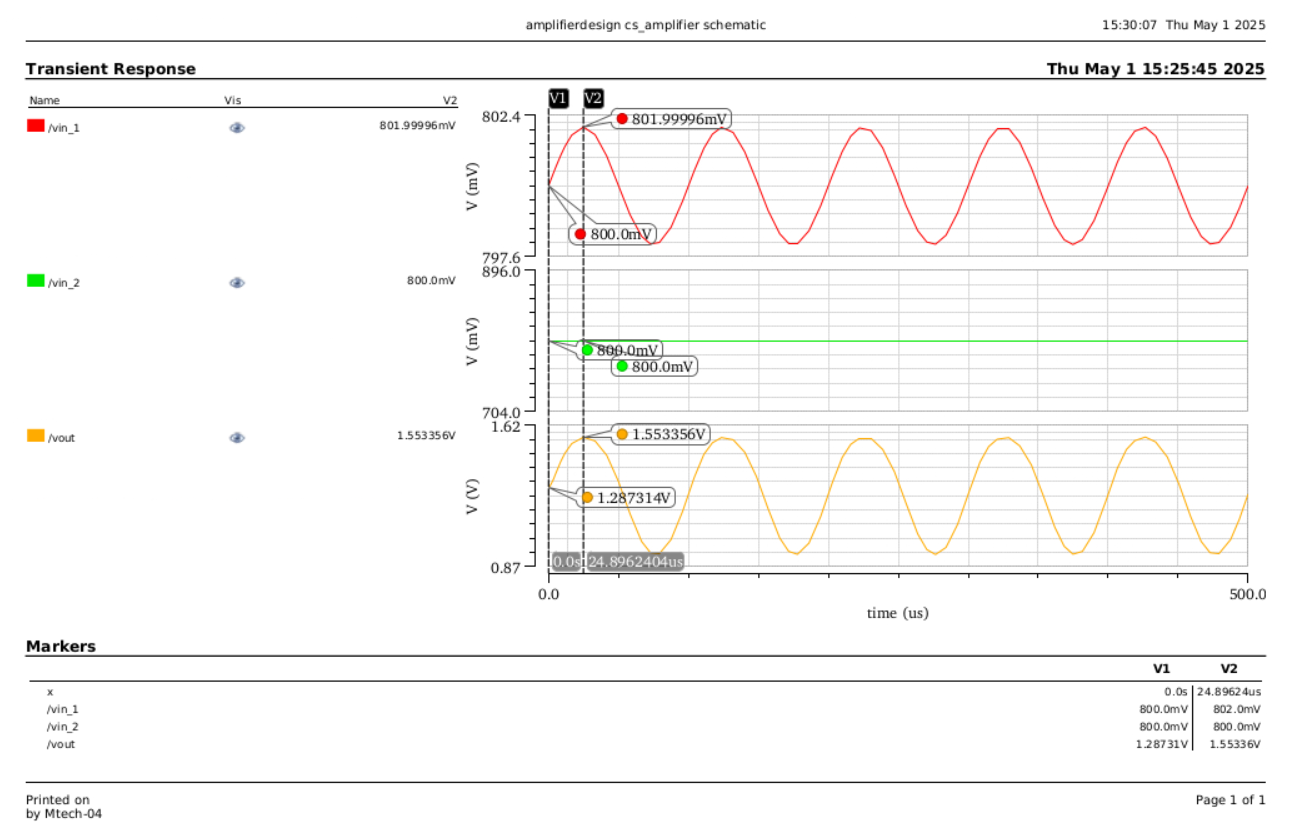 amplifierdesign cs_amplifier schematic 15:30:07 Thu May 1 2025
Transient Response Thu May 1 15:25:45 2025
Name Vis V2
/vin_1 801.99996mV
/vin_2 800.0mV
/vout 1.553356V
V1 V2
802.4
801.99996mV
V (mV)
800.0mV
797.6
896.0
V (mV)
800.0mV
800.0mV
704.0
1.62
1.553356V
V (V)
1.287314V
0.0s 24.8962404us
0.87
0.0 500.0
time (us)
Markers
V1 V2
x 0.0s 24.89624us
/vin_1 800.0mV 802.0mV
/vin_2 800.0mV 800.0mV
/vout 1.28731V 1.55336V
Printed on Page 1 of 1
by Mtech-04